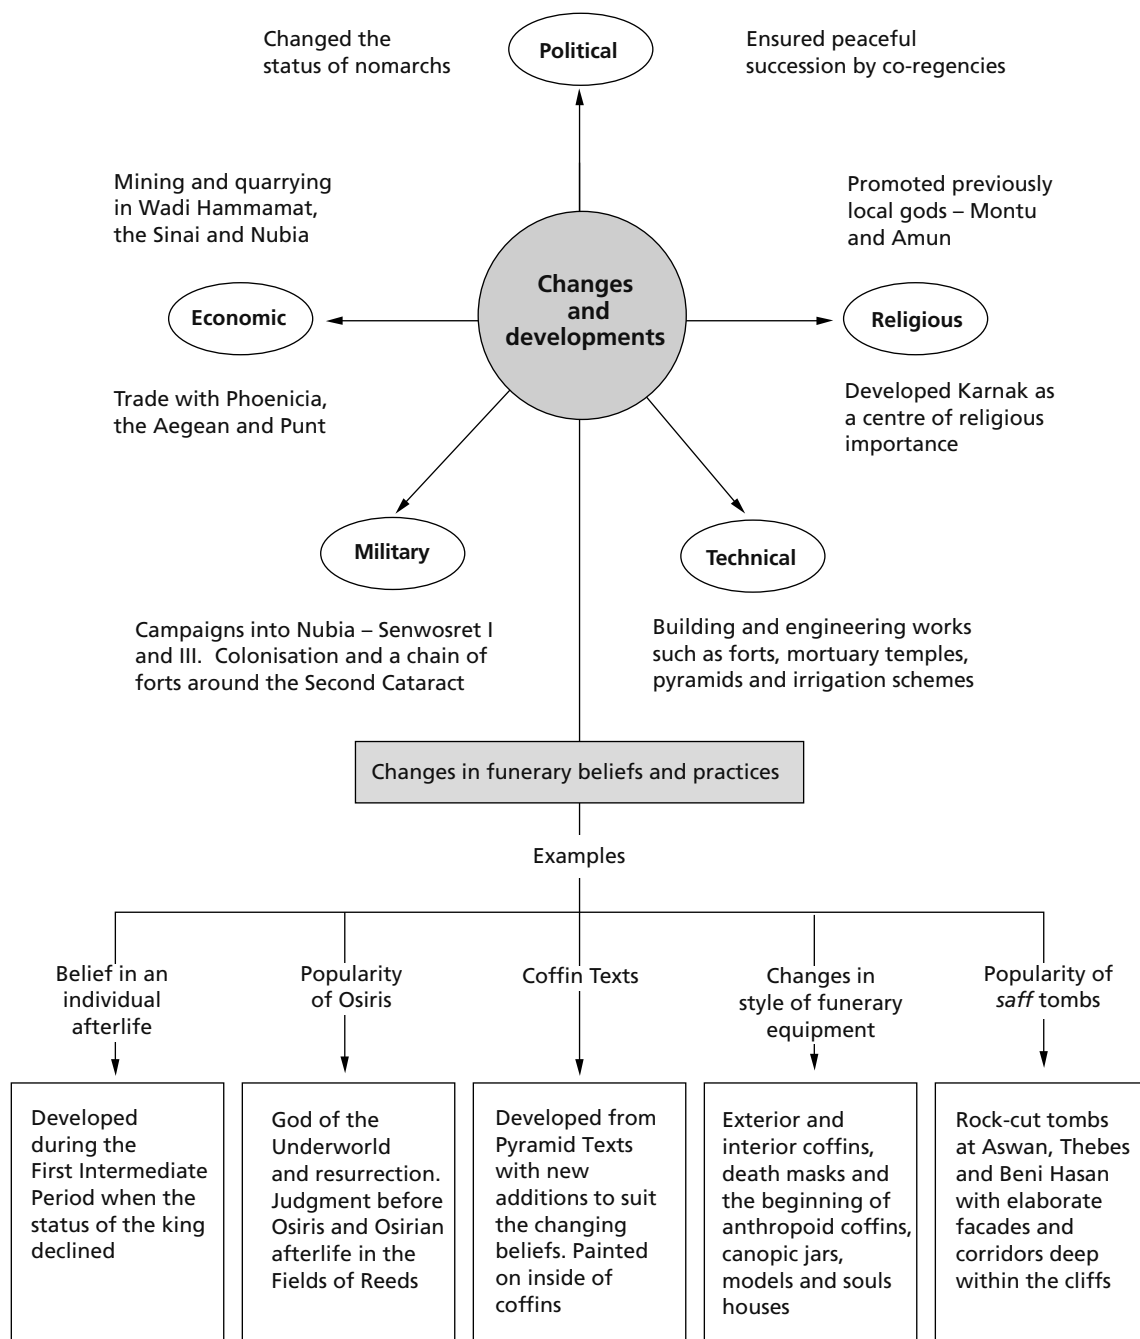 Changed the
status of nomarchs
Political
Ensured peaceful
succession by co-regencies
Mining and quarrying
in Wadi Hammamat,
the Sinai and Nubia
Promoted previously
local gods – Montu
and Amun
Changes
and
developments
Economic
Religious
Trade with Phoenicia,
the Aegean and Punt
Developed Karnak as
a centre of religious
importance
Military
Technical
Campaigns into Nubia – Senwosret I
and III. Colonisation and a chain of
forts around the Second Cataract
Building and engineering works
such as forts, mortuary temples,
pyramids and irrigation schemes
Changes in funerary beliefs and practices
Examples
Belief in an
individual
afterlife
Popularity
of Osiris
Coffin Texts
Changes in
style of funerary
equipment
Popularity of
saff tombs
Developed
during the
First Intermediate
Period when the
status of the king
declined
God of the
Underworld
and resurrection.
Judgment before
Osiris and Osirian
afterlife in the
Fields of Reeds
Developed from
Pyramid Texts
with new
additions to suit
the changing
beliefs. Painted
on inside of
coffins
Exterior and
interior coffins,
death masks and
the beginning of
anthropoid coffins,
canopic jars,
models and souls
houses
Rock-cut tombs
at Aswan, Thebes
and Beni Hasan
with elaborate
facades and
corridors deep
within the cliffs